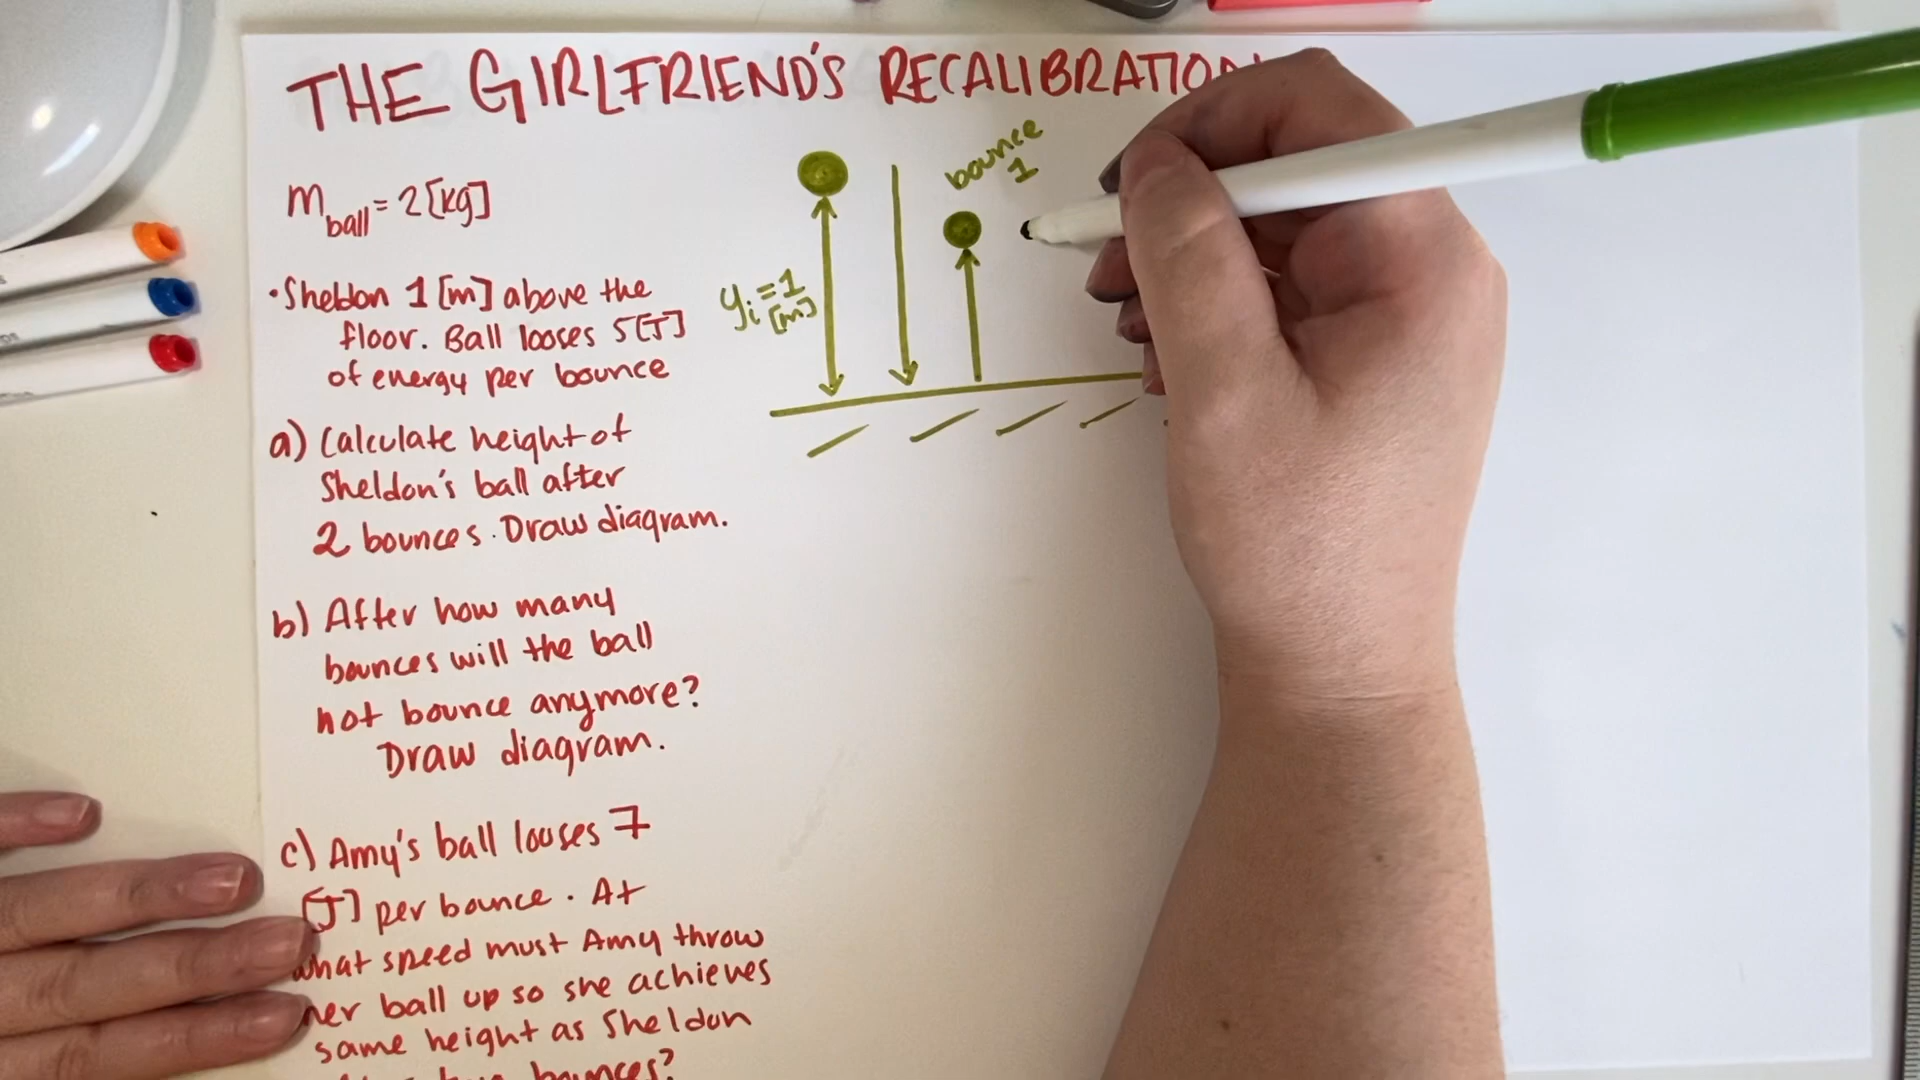 THE GIRLFRIEND'S RECALIBRATION
m ball = 2 [kg]
• Sheldon 1 [m] above the
floor. Ball looses 5 [J]
of energy per bounce
a) Calculate height of
Sheldon's ball after
2 bounces. Draw diagram.
b) After how many
bounces will the ball
not bounce anymore?
Draw diagram.
c) Amy's ball looses 7
[J] per bounce. At
what speed must Amy throw
her ball up so she achieves
same height as Sheldon
bounces?
yi = 1
[m]
bounce
1